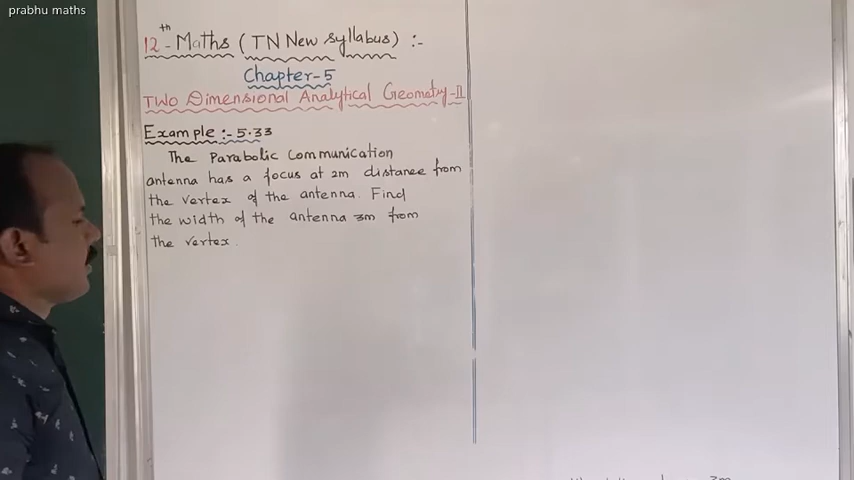 prabhu maths
12th - Maths ( TN New Syllabus ) :-
Chapter-5
TWO Dimensional Analytical Geometry-II
Example :- 5.33
The Parabolic Communication
antenna has a focus at 2m distance from
the vertex of the antenna. Find
the width of the antenna 3m from
the vertex.
3m